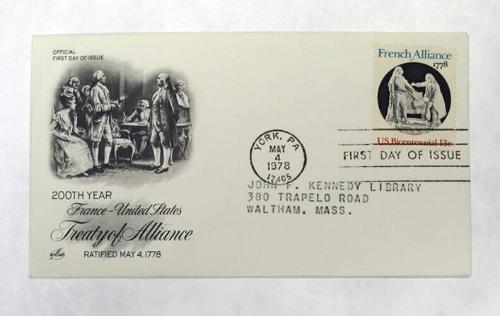 OFFICIAL
FIRST DAY OF ISSUE
200TH YEAR
France-United States
Treaty of Alliance
RATIFIED MAY 4, 1778
French Alliance
1778
US Bicentennial 13c
YORK, PA
MAY
4
1978
17405
FIRST DAY OF ISSUE
JOHN F. KENNEDY LIBRARY
380 TRAPELO ROAD
WALTHAM, MASS.